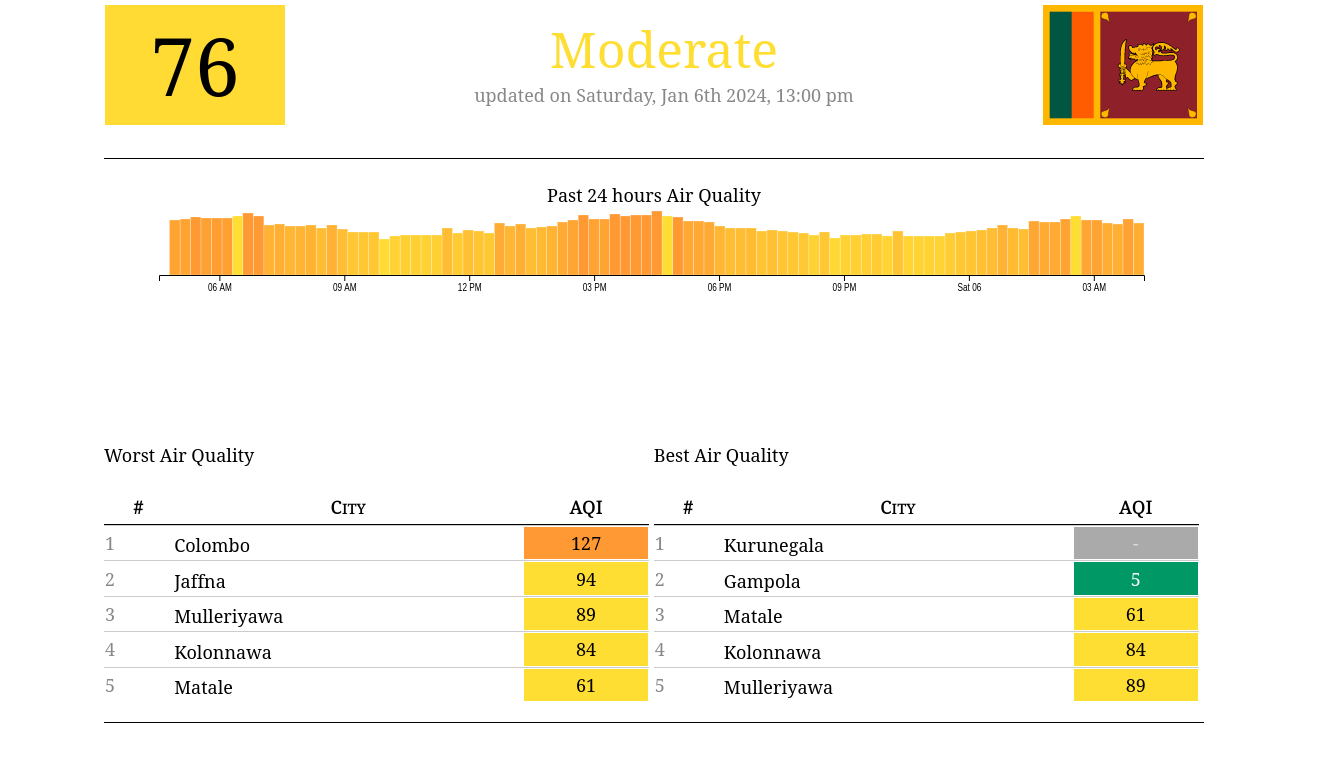 76
Moderate
updated on Saturday, Jan 6th 2024, 13:00 pm
Past 24 hours Air Quality
06 AM 09 AM 12 PM 03 PM 06 PM 09 PM Sat 06 03 AM
Worst Air Quality
# City AQI
1 Colombo 127
2 Jaffna 94
3 Mulleriyawa 89
4 Kolonnawa 84
5 Matale 61
Best Air Quality
# City AQI
1 Kurunegala -
2 Gampola 5
3 Matale 61
4 Kolonnawa 84
5 Mulleriyawa 89